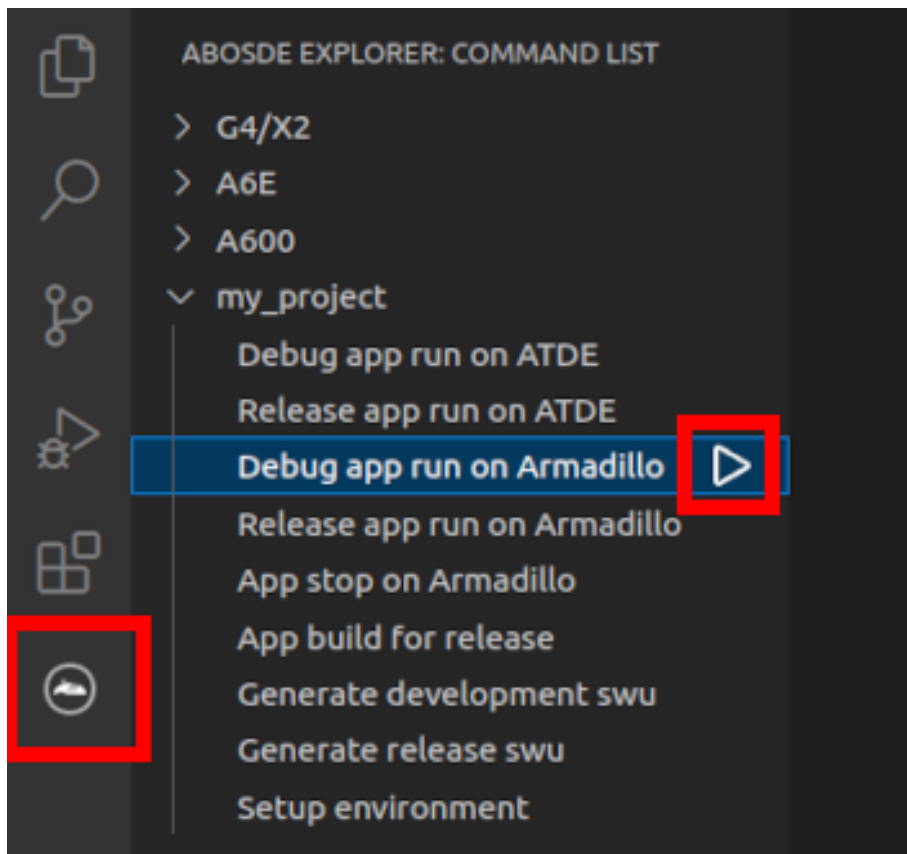 ABOSDE EXPLORER: COMMAND LIST
G4/X2
A6E
A600
my_project
Debug app run on ATDE
Release app run on ATDE
Debug app run on Armadillo
Release app run on Armadillo
App stop on Armadillo
App build for release
Generate development swu
Generate release swu
Setup environment